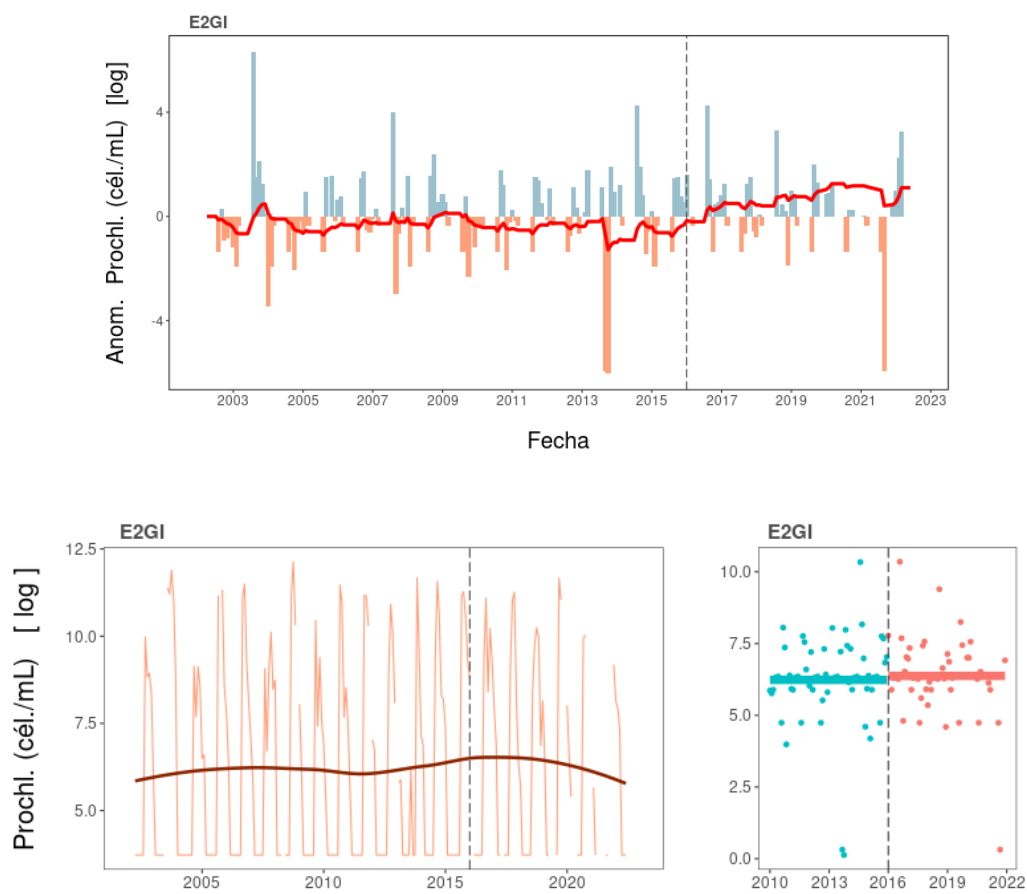 E2GI
Anom. Prochl. (cél./mL) [log]
4
0
-4
2003 2005 2007 2009 2011 2013 2015 2017 2019 2021 2023
Fecha
E2GI
Prochl. (cél./mL) [ log ]
12.5
10.0
7.5
5.0
2005 2010 2015 2020
E2GI
10.0
7.5
5.0
2.5
0.0
2010 2013 2016 2019 2022